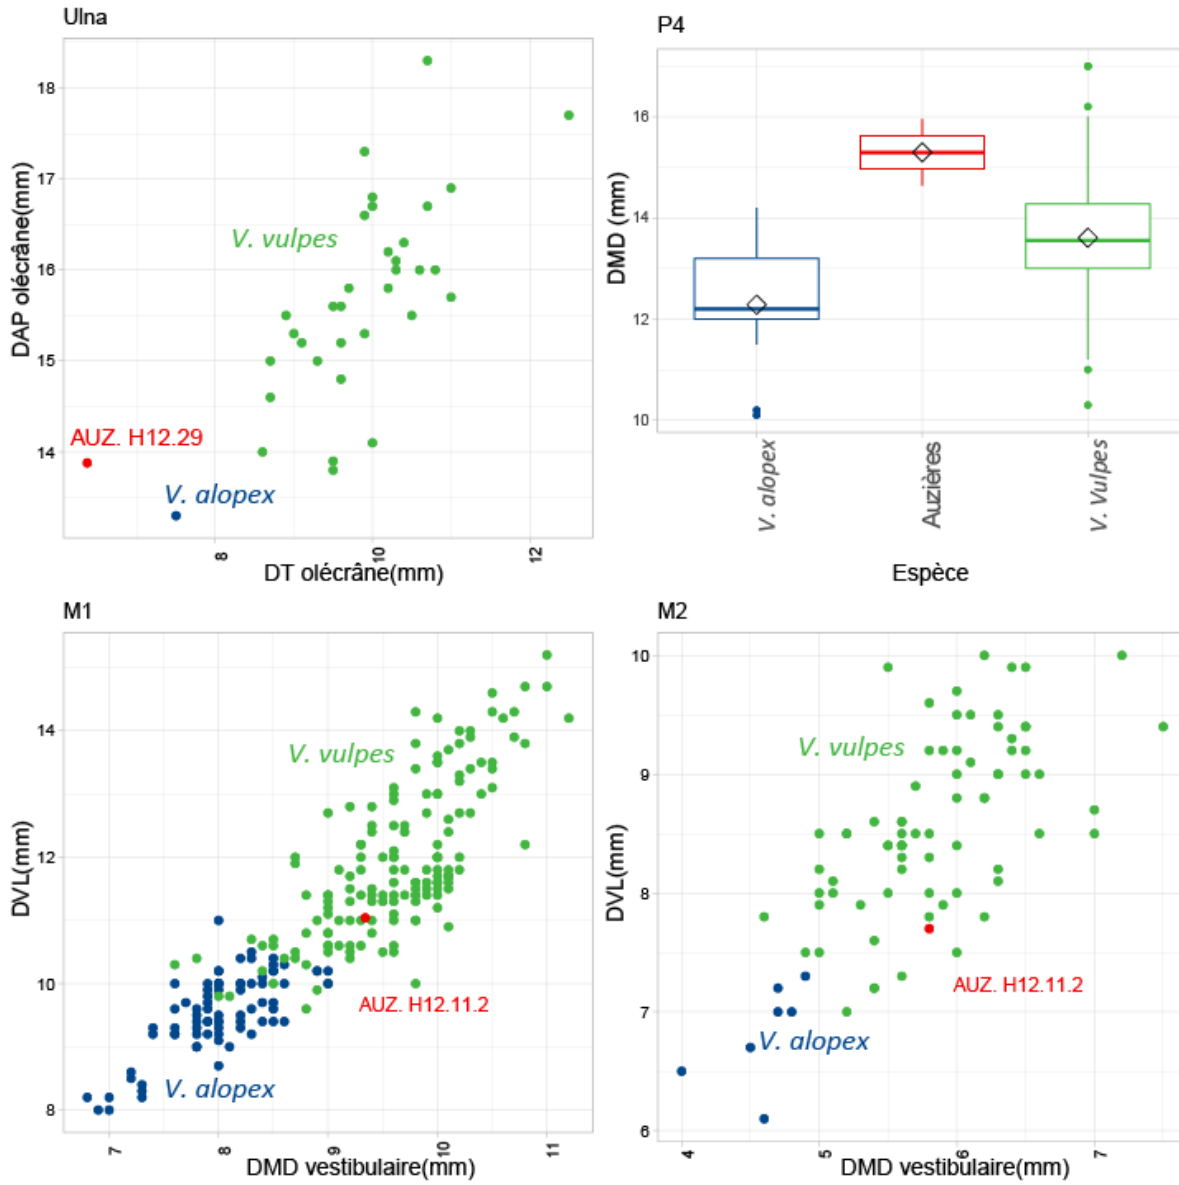 Ulna
DAP olécrâne(mm)
18
17
16
15
14
V. vulpes
AUZ. H12.29
V. alopex
8
10
12
DT olécrâne(mm)
P4
DMD (mm)
16
14
12
10
V. alopex
Auzières
V. Vulpes
Espèce
M1
DVL(mm)
14
12
10
8
V. vulpes
AUZ. H12.11.2
V. alopex
7
8
9
10
11
DMD vestibulaire(mm)
M2
DVL(mm)
10
9
8
7
6
V. vulpes
AUZ. H12.11.2
V. alopex
4
5
6
7
DMD vestibulaire(mm)